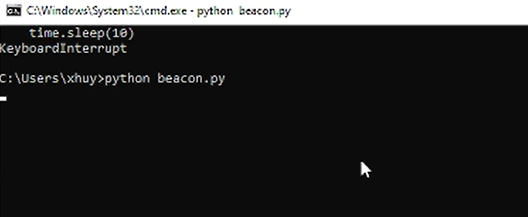 C:\Windows\System32\cmd.exe - python beacon.py
time.sleep(10)
KeyboardInterrupt
C:\Users\xhuy>python beacon.py